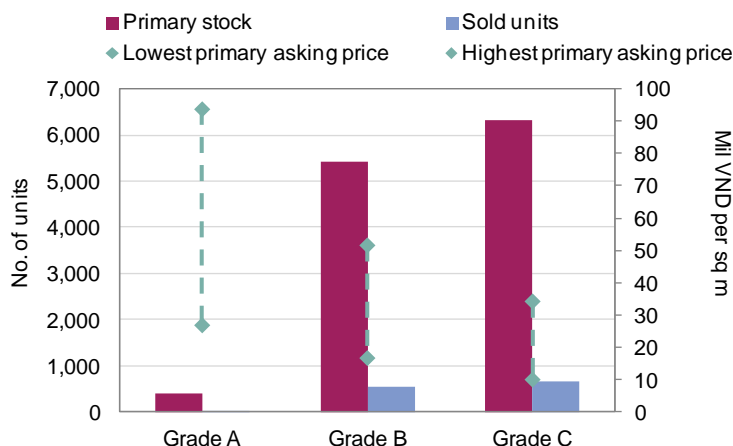 Primary stock
Sold units
Lowest primary asking price
Highest primary asking price
7,000
6,000
5,000
4,000
3,000
2,000
1,000
0
No. of units
100
90
80
70
60
50
40
30
20
10
0
Mil VND per sq m
Grade A
Grade B
Grade C